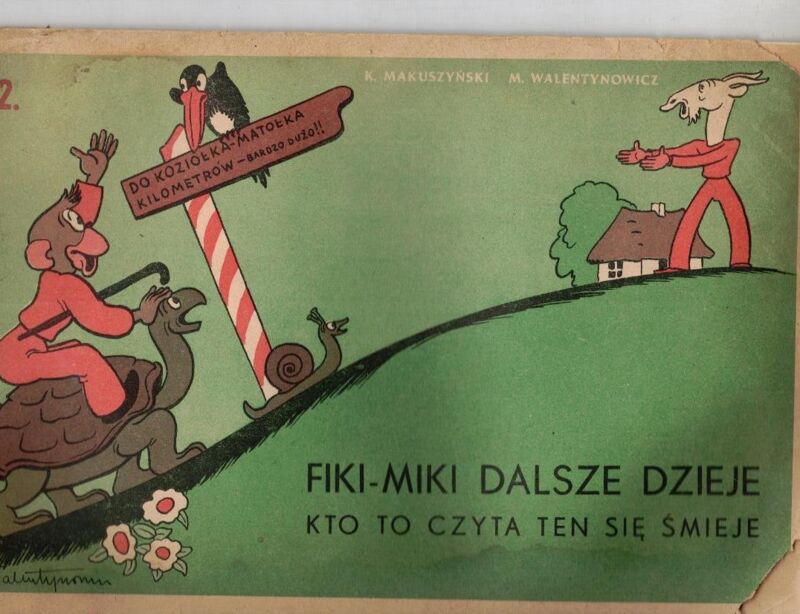 2.
K. MAKUSZYŃSKI M. WALENTYNOWICZ
DO KOZIOŁKA-MATOŁKA
KILOMETRÓW – BARDZO DUŻO!!
FIKI-MIKI DALSZE DZIEJE
KTO TO CZYTA TEN SIĘ ŚMIEJE